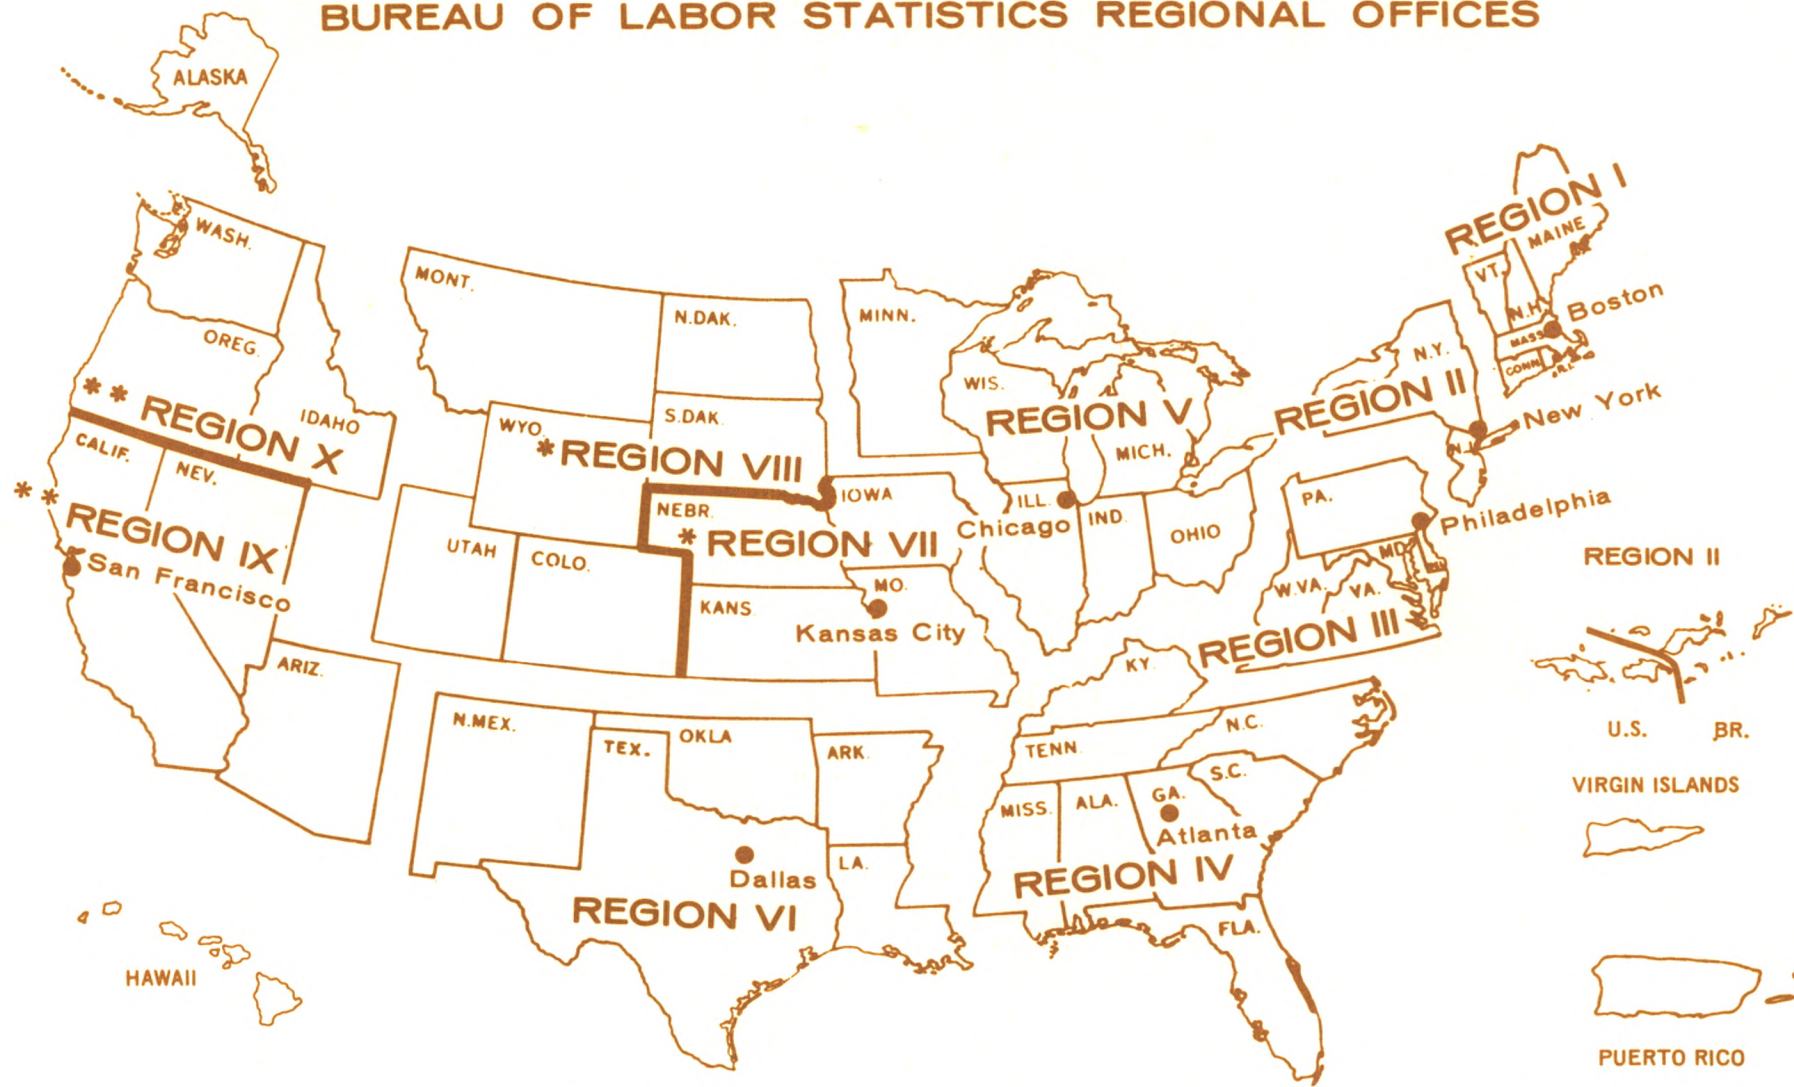 BUREAU OF LABOR STATISTICS REGIONAL OFFICES
ALASKA
REGION I
MAINE
VT.
N.H.
Boston
MASS
CONN.
R.I.
WASH.
OREG.
IDAHO
** REGION X
MONT.
N.DAK.
S.DAK.
WYO.
* REGION VIII
MINN.
WIS.
REGION V
MICH.
N.Y.
REGION II
New York
N.J.
CALIF.
NEV.
**
REGION IX
San Francisco
UTAH
COLO.
NEBR.
IOWA
* REGION VII
KANS
MO.
Kansas City
ILL.
Chicago
IND.
OHIO
PA.
Philadelphia
MD.
W.VA.
VA.
REGION III
REGION II
U.S. BR.
VIRGIN ISLANDS
PUERTO RICO
ARIZ.
N.MEX.
TEX.
OKLA
ARK.
LA.
Dallas
REGION VI
KY.
TENN.
N.C.
S.C.
MISS.
ALA.
GA.
Atlanta
REGION IV
FLA.
HAWAII